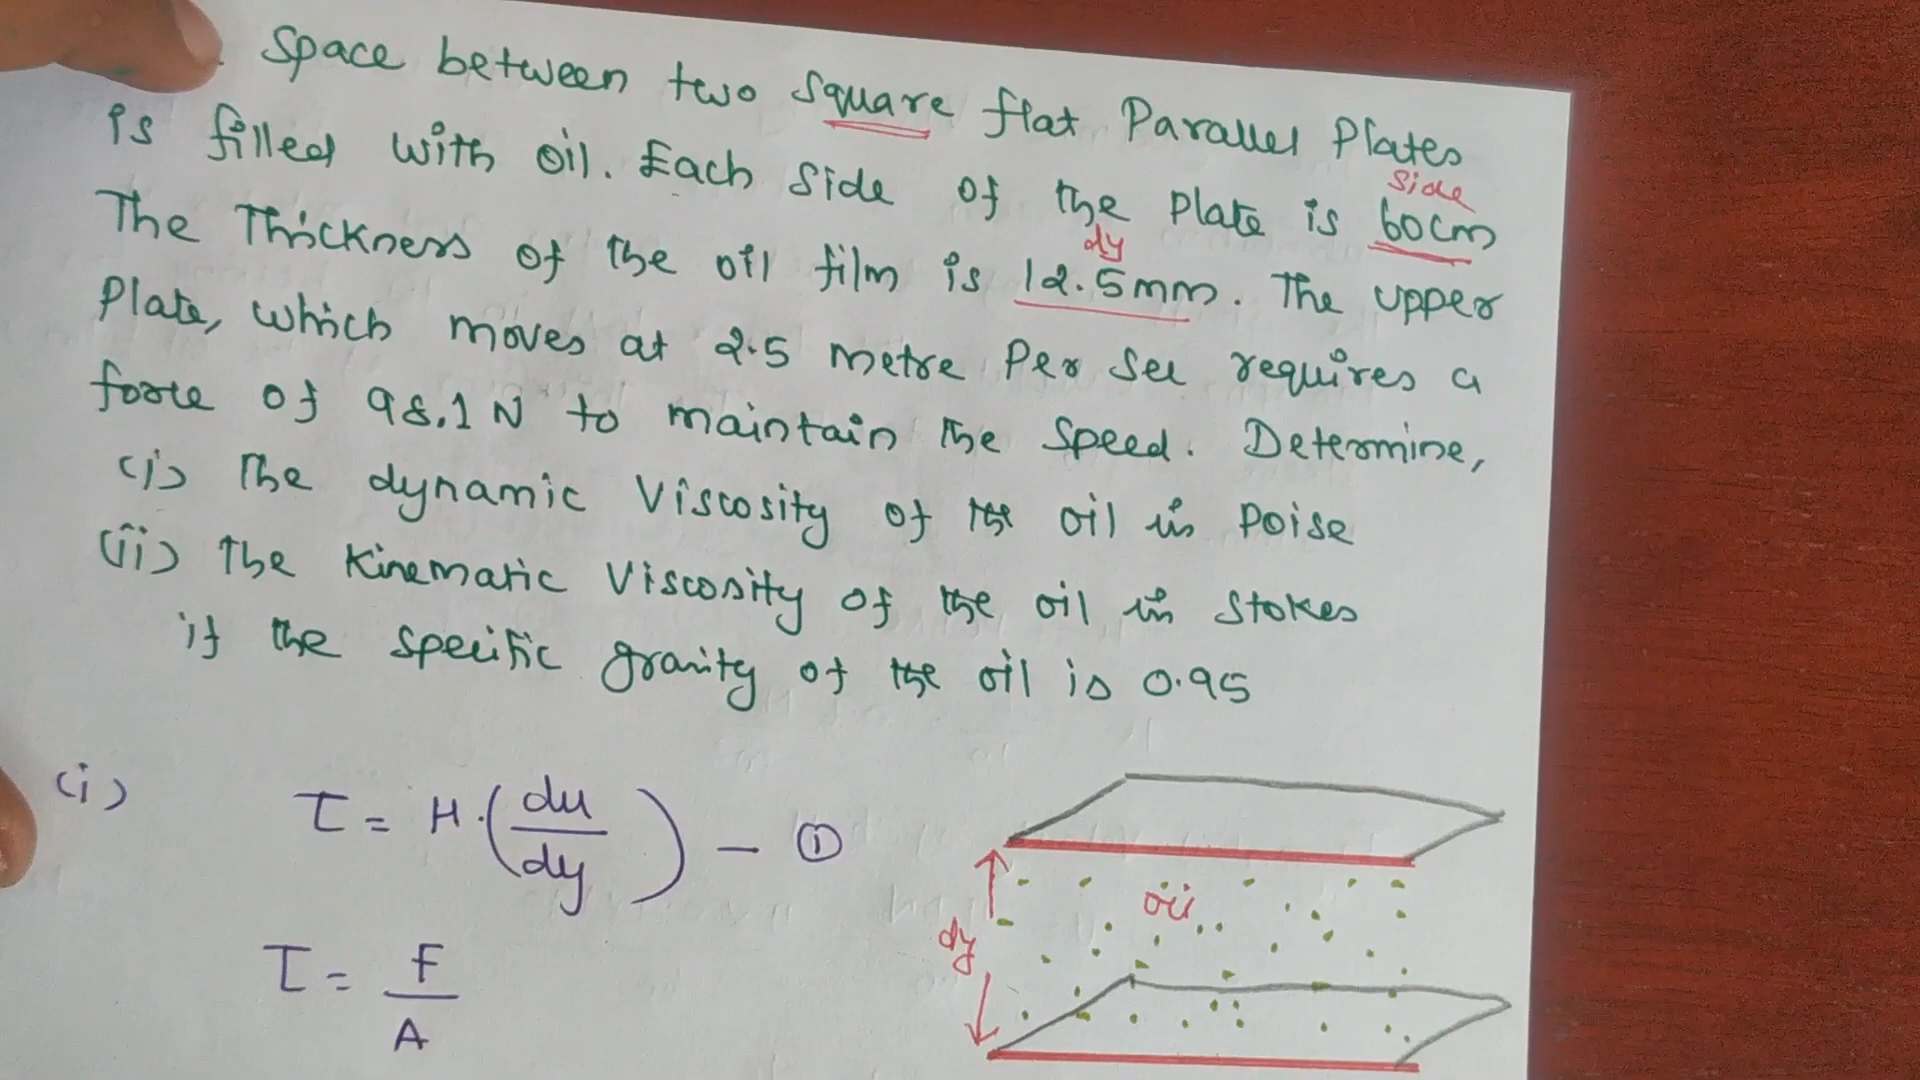 Space between two square flat Parallel Plates
is filled with oil. Each side of the Plate is 60cm
side
The Thickness of the oil film is 12.5mm. The upper
dy
Plate, which moves at 2.5 metre Per Sec requires a
force of 98.1 N to maintain the speed. Determine,
(i) The dynamic Viscosity of the oil in Poise
(ii) The Kinematic Viscosity of the oil in Stokes
if the specific gravity of the oil is 0.95
(i) τ = μ. (du/dy) - ①
τ = F/A
oil
dy